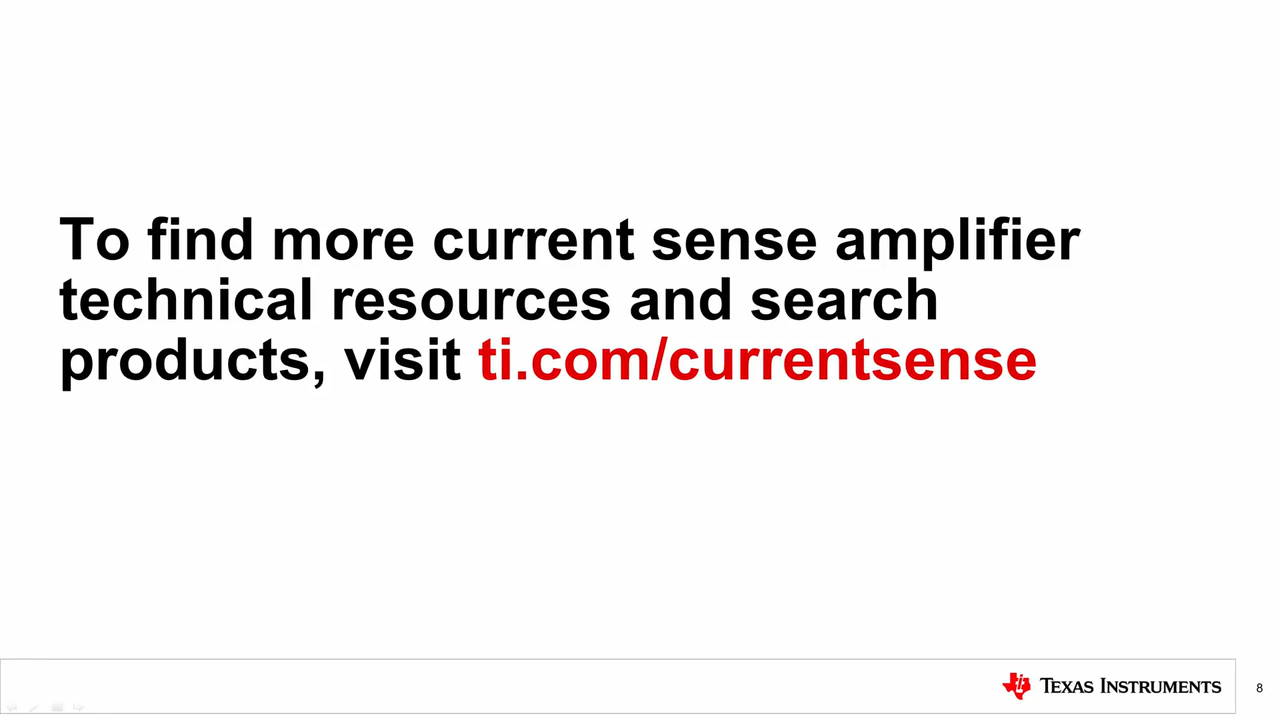 To find more current sense amplifier
technical resources and search
products, visit ti.com/currentsense
TEXAS INSTRUMENTS
8